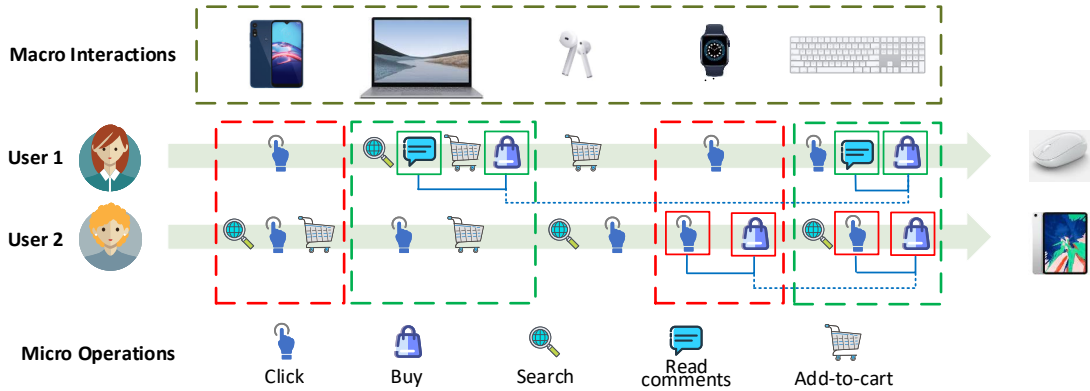 Macro Interactions
User 1
User 2
Micro Operations
Click
Buy
Search
Read
comments
Add-to-cart